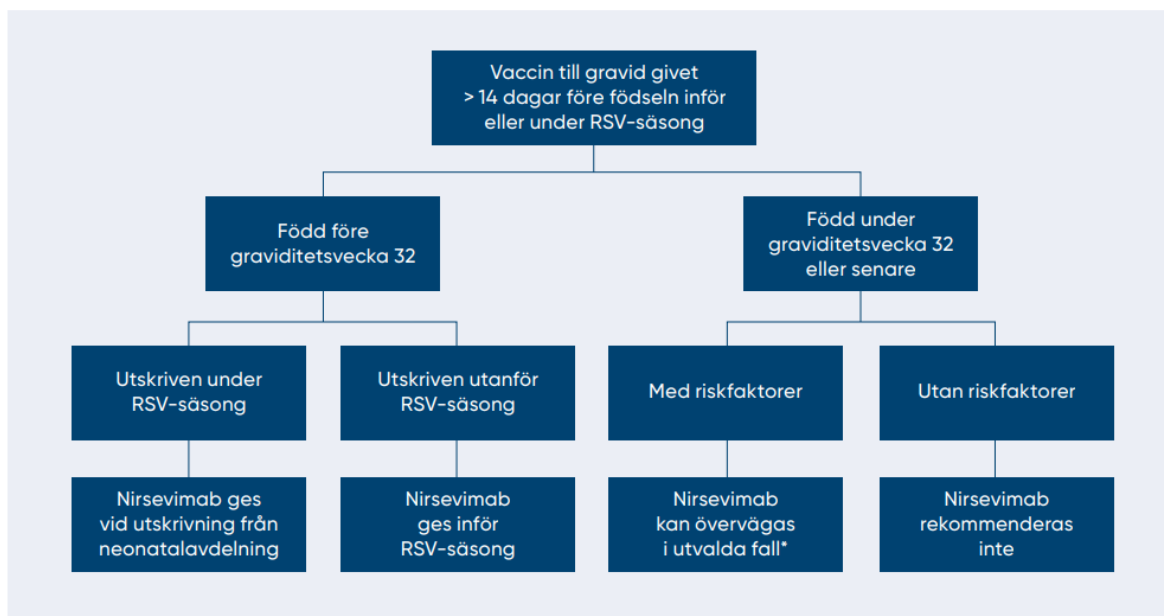 Vaccin till gravid givet
> 14 dagar före födseln inför
eller under RSV-säsong
Född före
graviditetsvecka 32
Född under
graviditetsvecka 32
eller senare
Utskriven under
RSV-säsong
Utskriven utanför
RSV-säsong
Med riskfaktorer
Utan riskfaktorer
Nirsevimab ges
vid utskrivning från
neonatalavdelning
Nirsevimab
ges inför
RSV-säsong
Nirsevimab
kan övervägas
i utvalda fall*
Nirsevimab
rekommenderas
inte